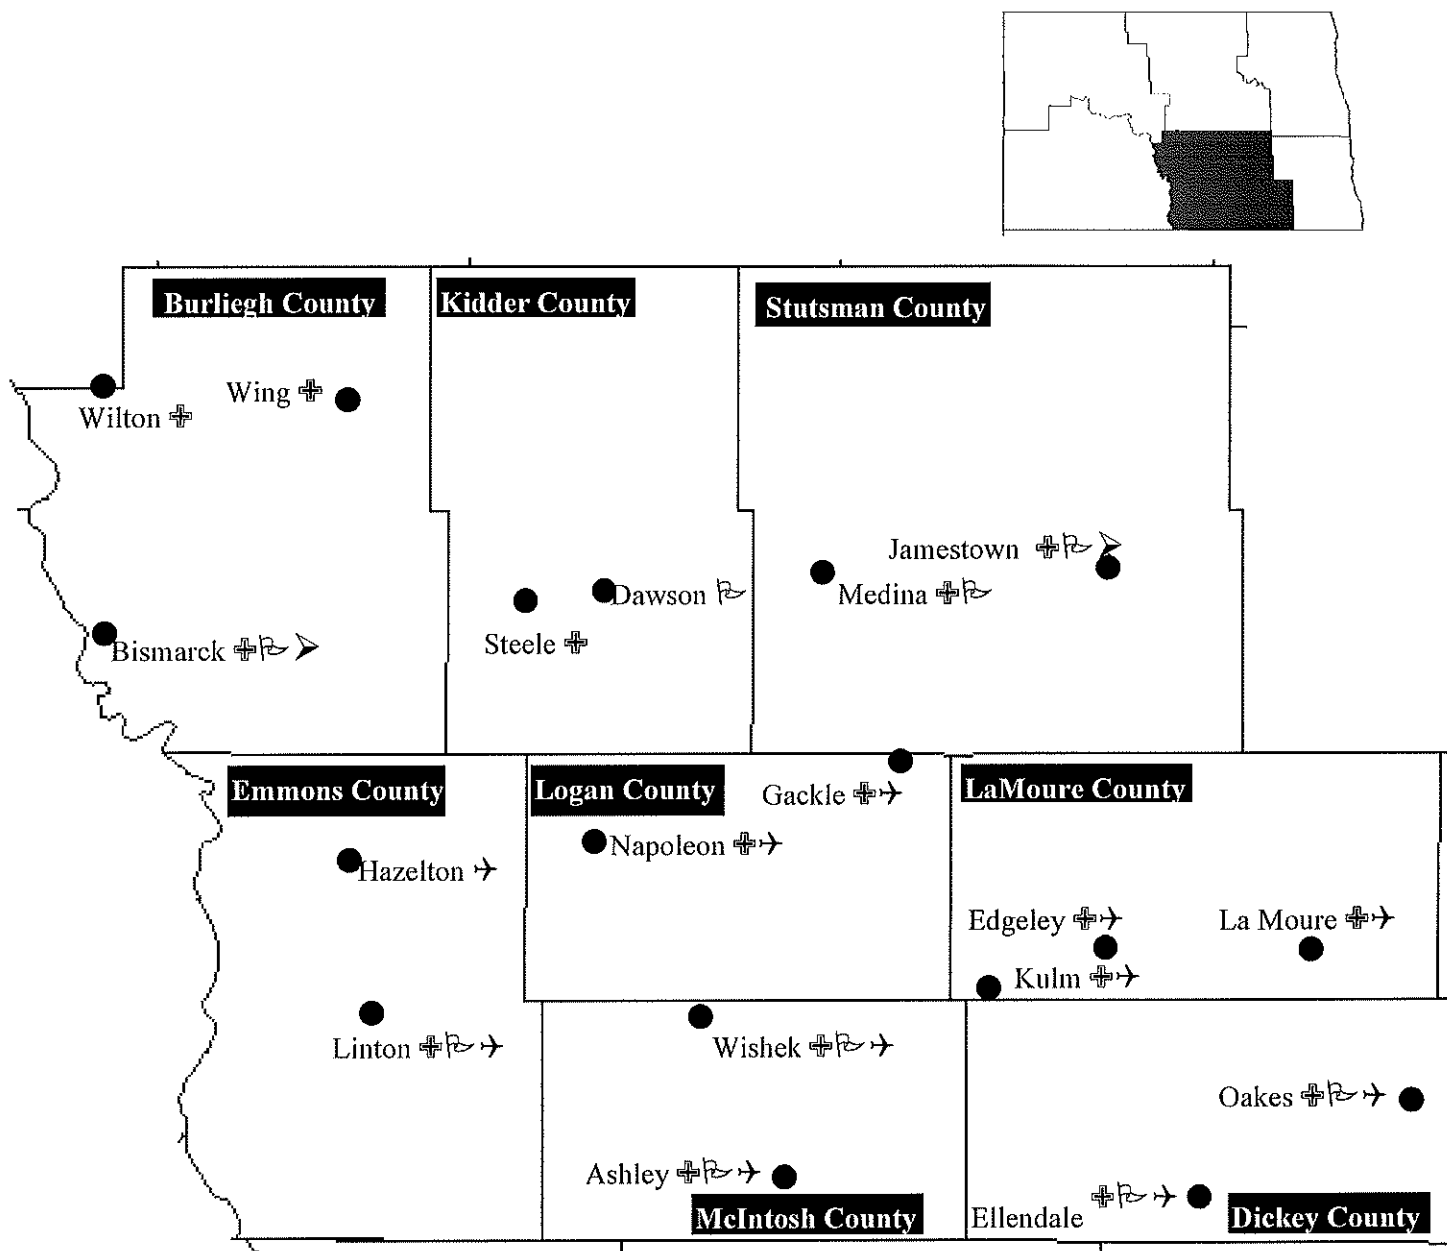 Burliegh County
Kidder County
Stutsman County
Wing
Wilton
Jamestown
Dawson
Medina
Steele
Bismarck
Emmons County
Logan County
Gackle
LaMoure County
Napoleon
Hazelton
Edgeley
La Moure
Kulm
Linton
Wishek
Oakes
Ashley
McIntosh County
Ellendale
Dickey County